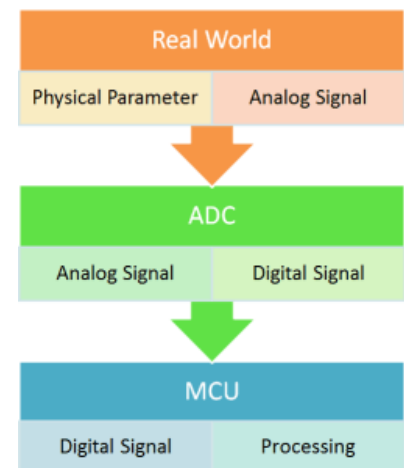 Real World
Physical Parameter
Analog Signal
ADC
Analog Signal
Digital Signal
MCU
Digital Signal
Processing